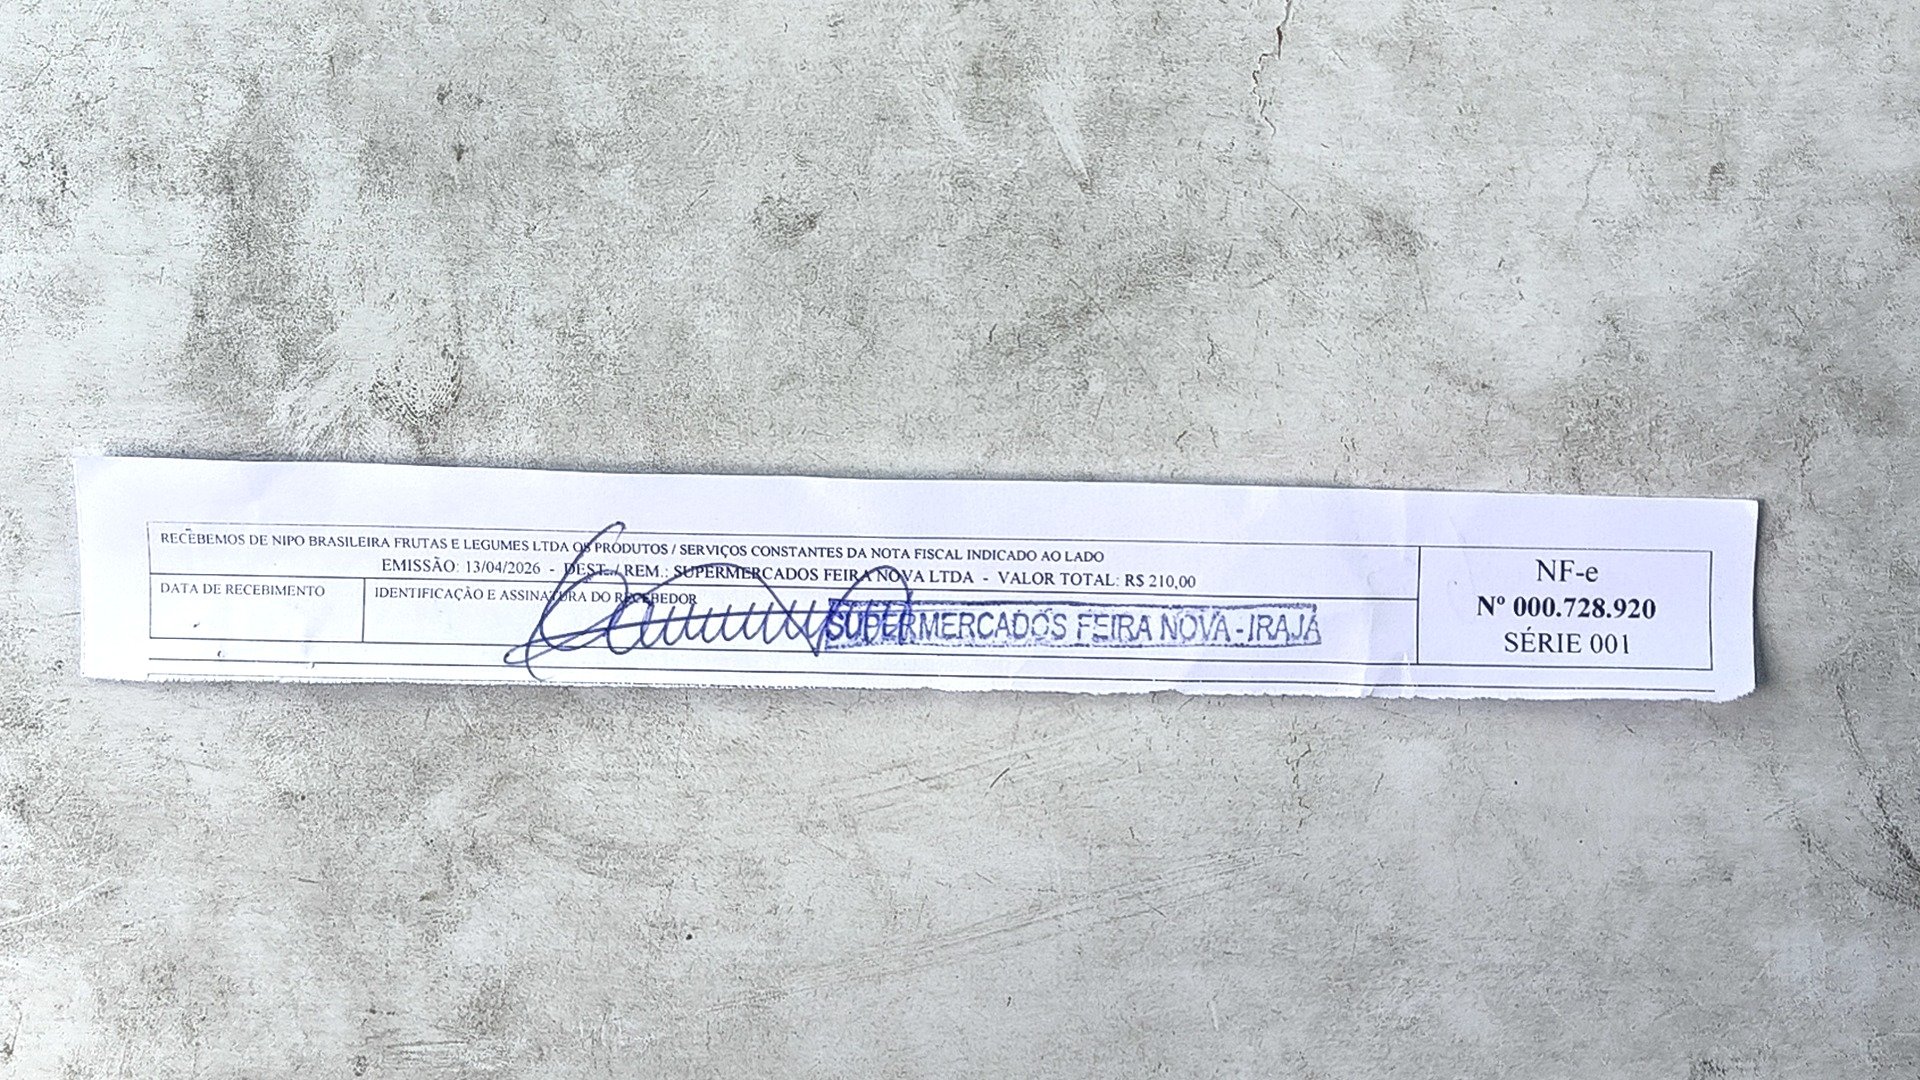 RECEBEMOS DE NIPO BRASILEIRA FRUTAS E LEGUMES LTDA OS PRODUTOS / SERVIÇOS CONSTANTES DA NOTA FISCAL INDICADO AO LADO
EMISSÃO: 13/04/2026 - DEST. / REM.: SUPERMERCADOS FEIRA NOVA LTDA - VALOR TOTAL: R$ 210,00
DATA DE RECEBIMENTO
IDENTIFICAÇÃO E ASSINATURA DO RECEBEDOR
SUPERMERCADOS FEIRA NOVA - IRAJÁ
NF-e
Nº 000.728.920
SÉRIE 001